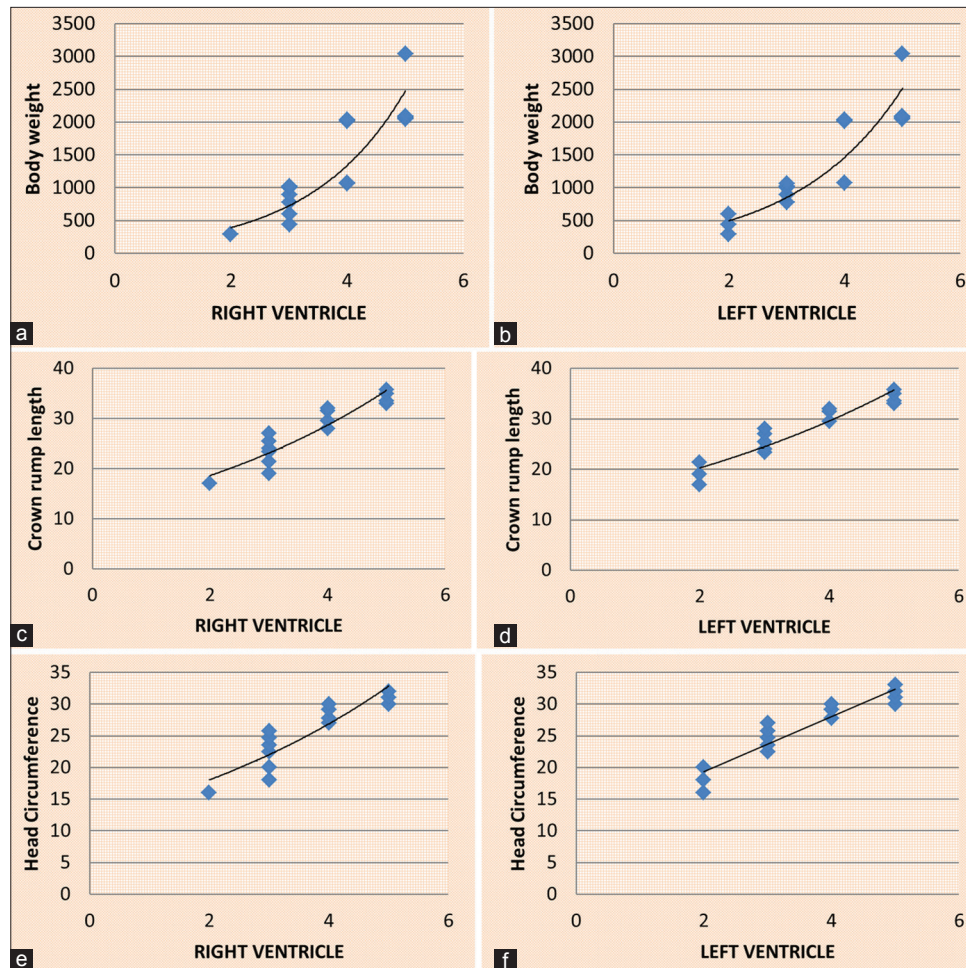 3500
3000
2500
2000
1500
1000
500
0
Body weight
0 2 4 6
RIGHT VENTRICLE
a
3500
3000
2500
2000
1500
1000
500
0
Body weight
0 2 4 6
LEFT VENTRICLE
b
40
30
20
10
0
Crown rump length
0 2 4 6
RIGHT VENTRICLE
c
40
30
20
10
0
Crown rump length
0 2 4 6
LEFT VENTRICLE
d
35
30
25
20
15
10
5
0
Head Circumference
0 2 4 6
RIGHT VENTRICLE
e
35
30
25
20
15
10
5
0
Head Circumference
0 2 4 6
LEFT VENTRICLE
f